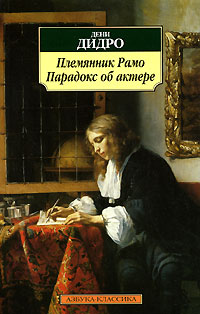 ДЕНИ
ДИДРО
Племянник Рамо
Парадокс об актере
АЗБУКА-КЛАССИКА